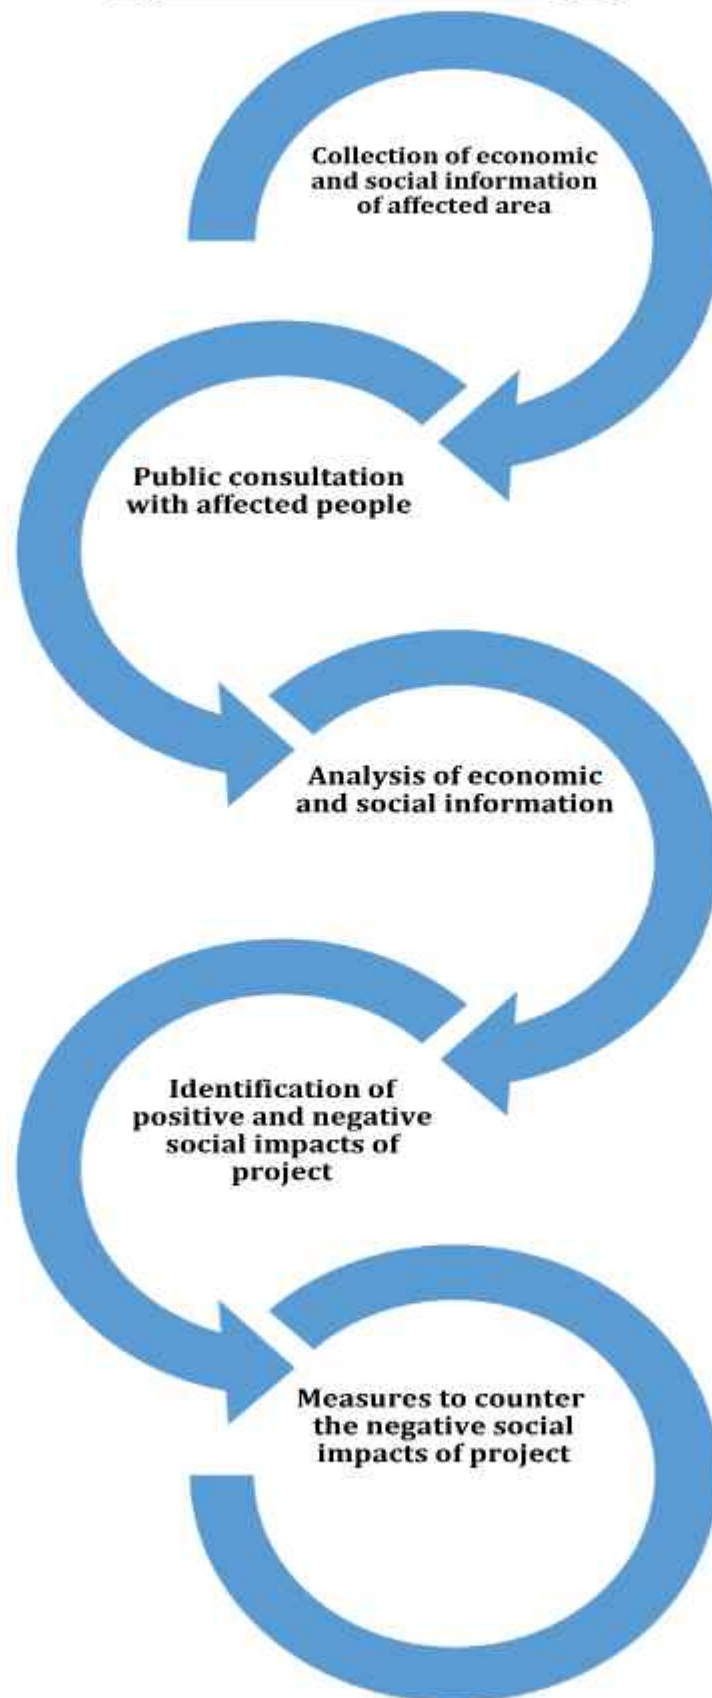 Collection of economic
and social information
of affected area
Public consultation
with affected people
Analysis of economic
and social information
Identification of
positive and negative
social impacts of
project
Measures to counter
the negative social
impacts of project